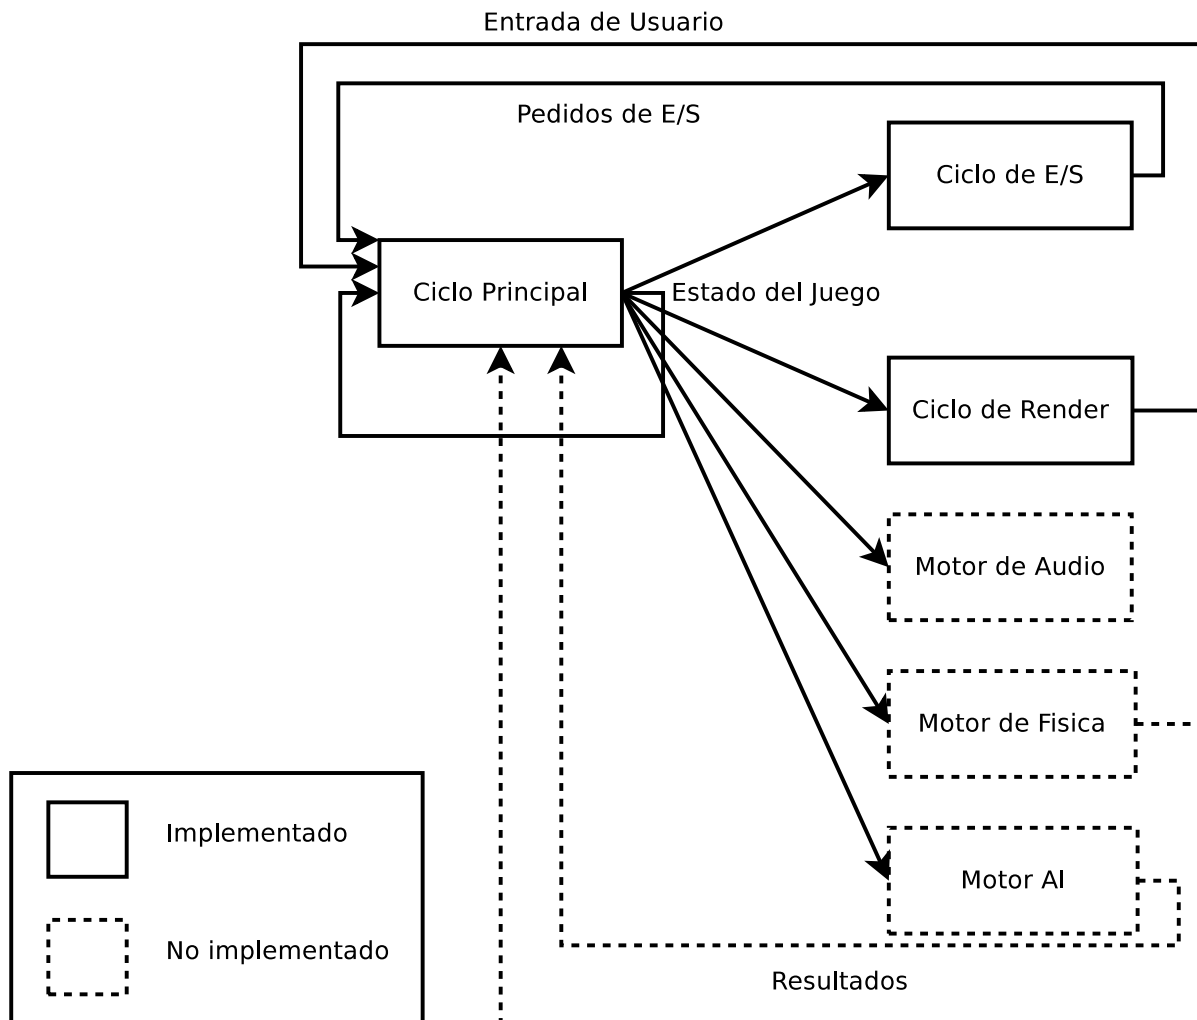 Entrada de Usuario
Pedidos de E/S
Ciclo de E/S
Ciclo Principal
Estado del Juego
Ciclo de Render
Motor de Audio
Motor de Fisica
Implementado
Motor AI
No implementado
Resultados